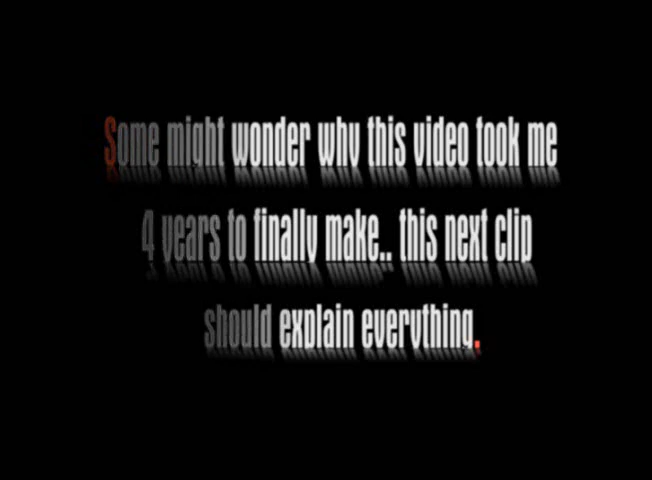 Some might wonder why this video took me
4 years to finally make.. this next clip
should explain everything.